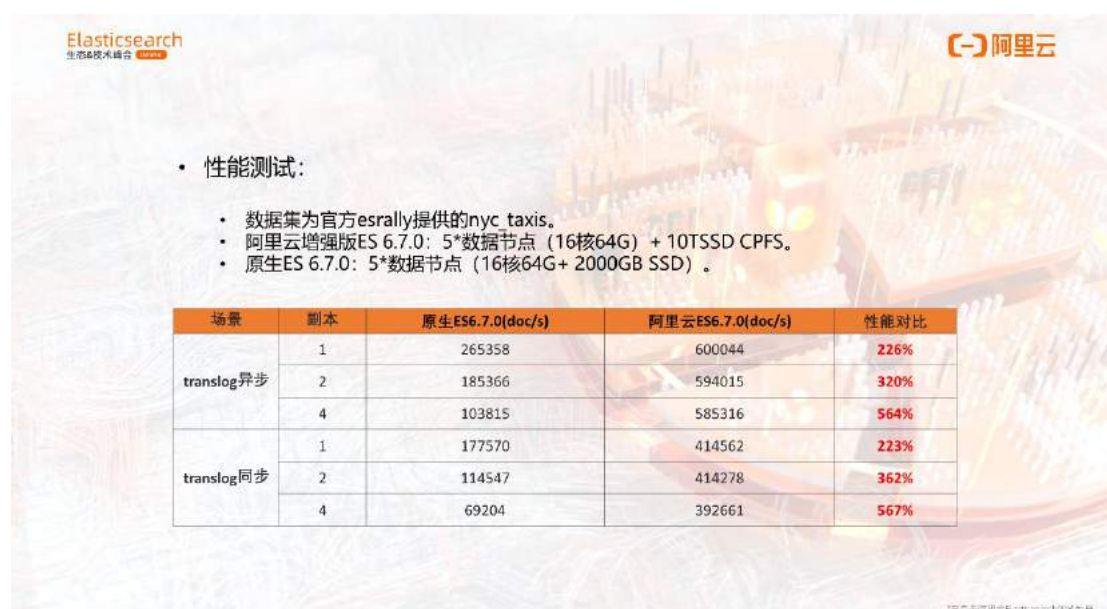 Elasticsearch
生态&技术峰会
阿里云
• 性能测试：
• 数据集为官方esrally提供的nyc_taxis。
• 阿里云增强版ES 6.7.0：5*数据节点（16核64G）+ 10TSSD CPFS。
• 原生ES 6.7.0：5*数据节点（16核64G+ 2000GB SSD）。
场景 副本 原生ES6.7.0(doc/s) 阿里云ES6.7.0(doc/s) 性能对比
translog异步 1 265358 600044 226%
2 185366 594015 320%
4 103815 585316 564%
translog同步 1 177570 414562 223%
2 114547 414278 362%
4 69204 392661 567%